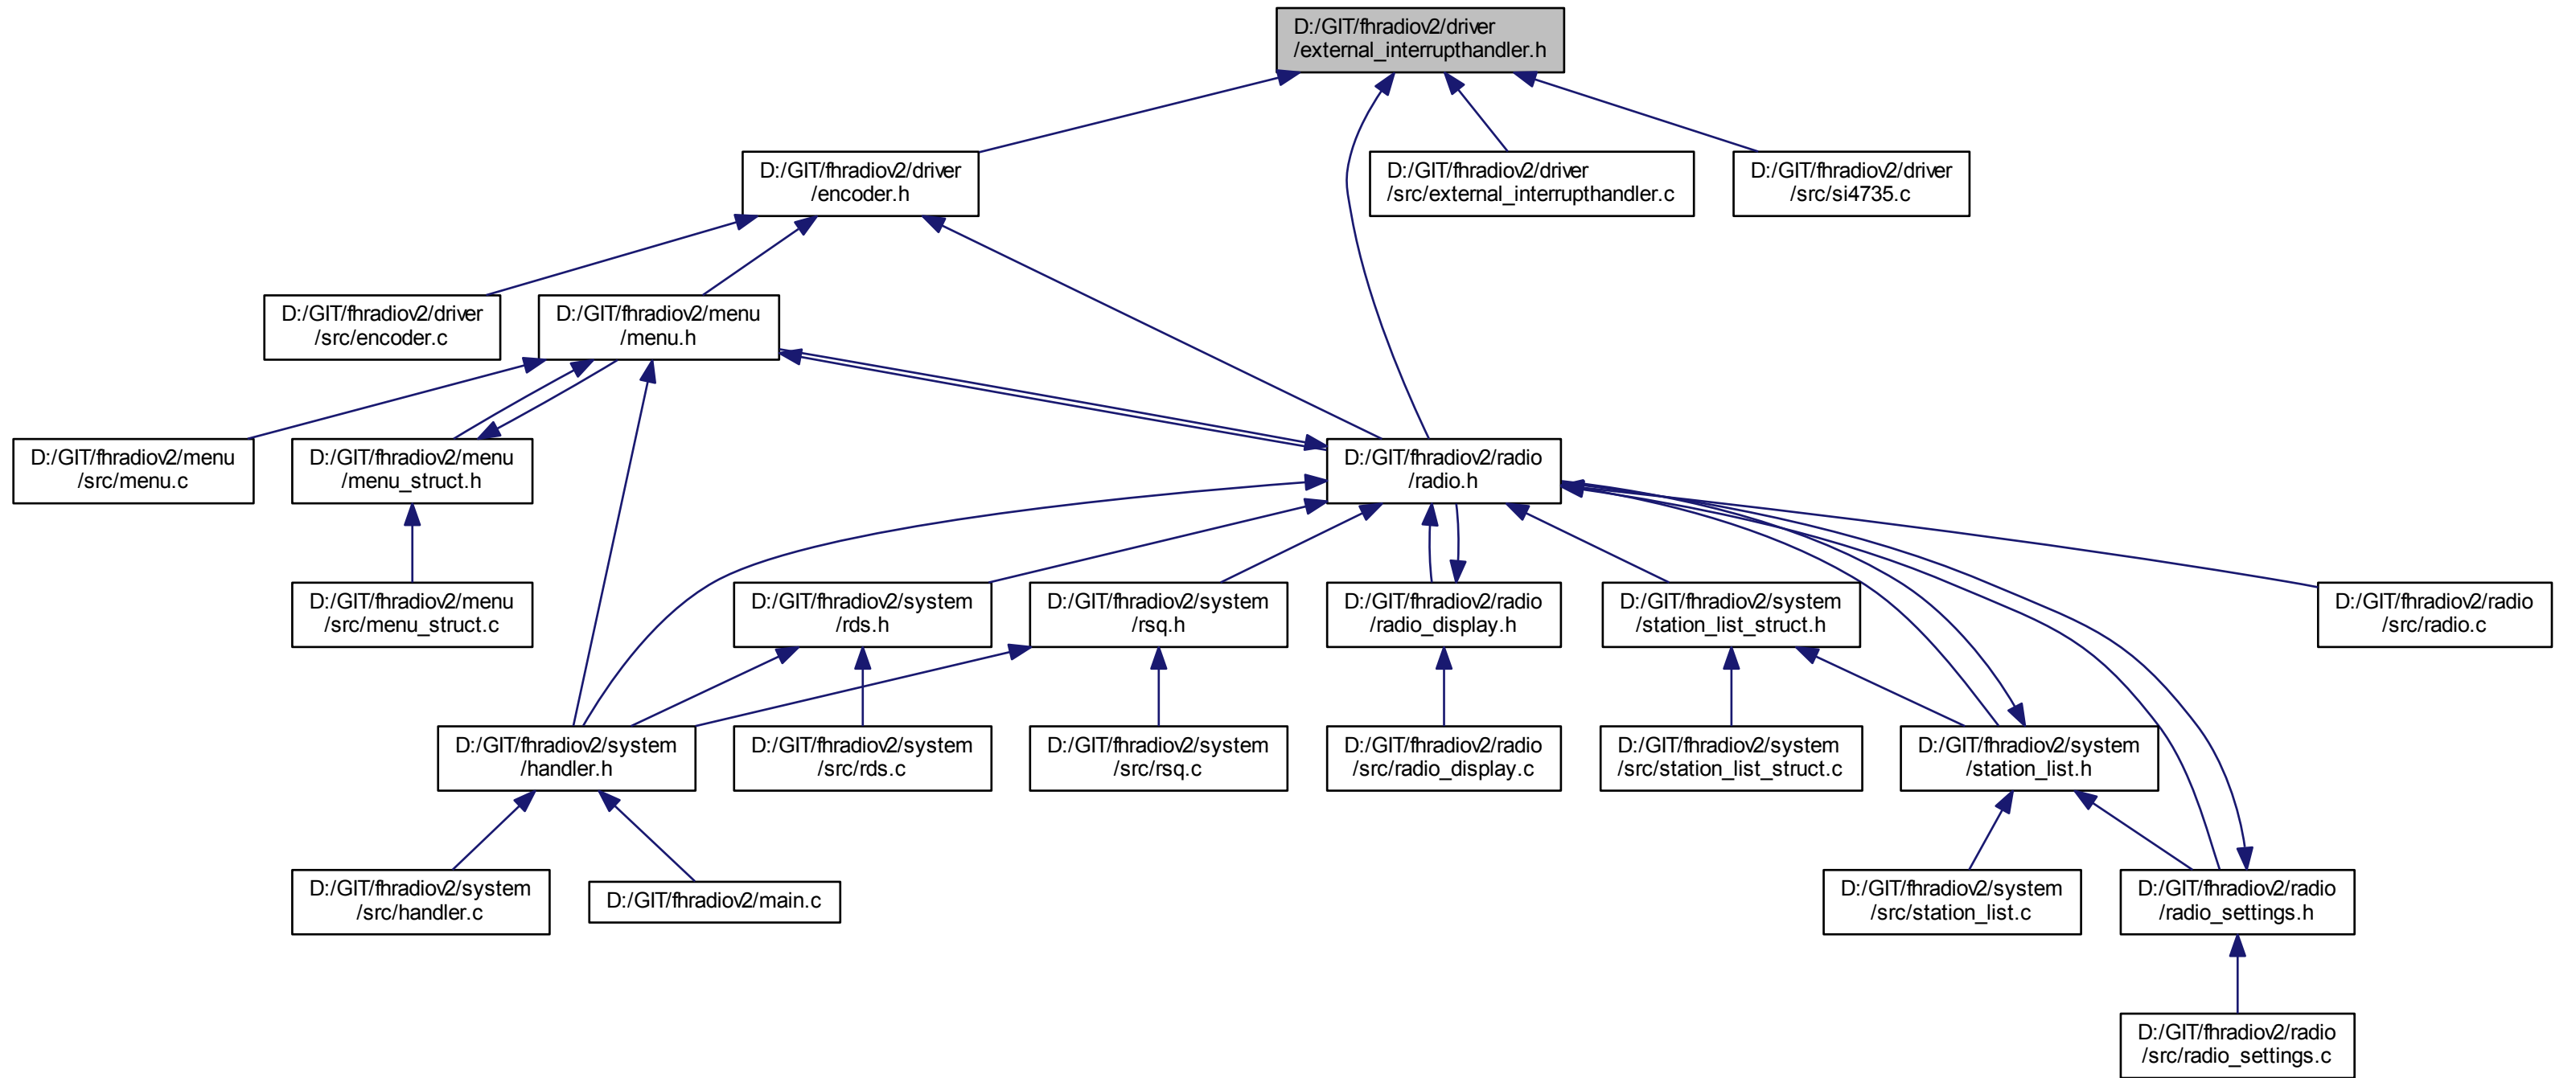 D:/GIT/fhradiov2/driver
/external_interrupthandler.h
D:/GIT/fhradiov2/driver
/encoder.h
D:/GIT/fhradiov2/driver
/src/external_interrupthandler.c
D:/GIT/fhradiov2/driver
/src/si4735.c
D:/GIT/fhradiov2/driver
/src/encoder.c
D:/GIT/fhradiov2/menu
/menu.h
D:/GIT/fhradiov2/menu
/src/menu.c
D:/GIT/fhradiov2/menu
/menu_struct.h
D:/GIT/fhradiov2/radio
/radio.h
D:/GIT/fhradiov2/menu
/src/menu_struct.c
D:/GIT/fhradiov2/system
/rds.h
D:/GIT/fhradiov2/system
/rsq.h
D:/GIT/fhradiov2/radio
/radio_display.h
D:/GIT/fhradiov2/system
/station_list_struct.h
D:/GIT/fhradiov2/radio
/src/radio.c
D:/GIT/fhradiov2/system
/handler.h
D:/GIT/fhradiov2/system
/src/rds.c
D:/GIT/fhradiov2/system
/src/rsq.c
D:/GIT/fhradiov2/radio
/src/radio_display.c
D:/GIT/fhradiov2/system
/src/station_list_struct.c
D:/GIT/fhradiov2/system
/station_list.h
D:/GIT/fhradiov2/system
/src/handler.c
D:/GIT/fhradiov2/main.c
D:/GIT/fhradiov2/system
/src/station_list.c
D:/GIT/fhradiov2/radio
/radio_settings.h
D:/GIT/fhradiov2/radio
/src/radio_settings.c